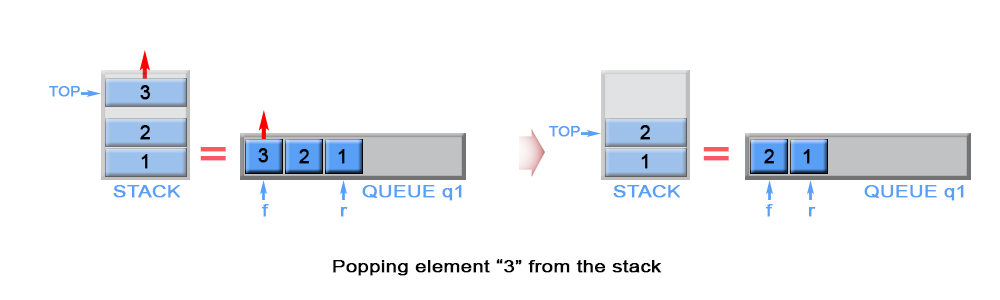 TOP
3
2
1
STACK
3 2 1
QUEUE q1
f r
TOP
2
1
STACK
2 1
QUEUE q1
f r
Popping element “3” from the stack